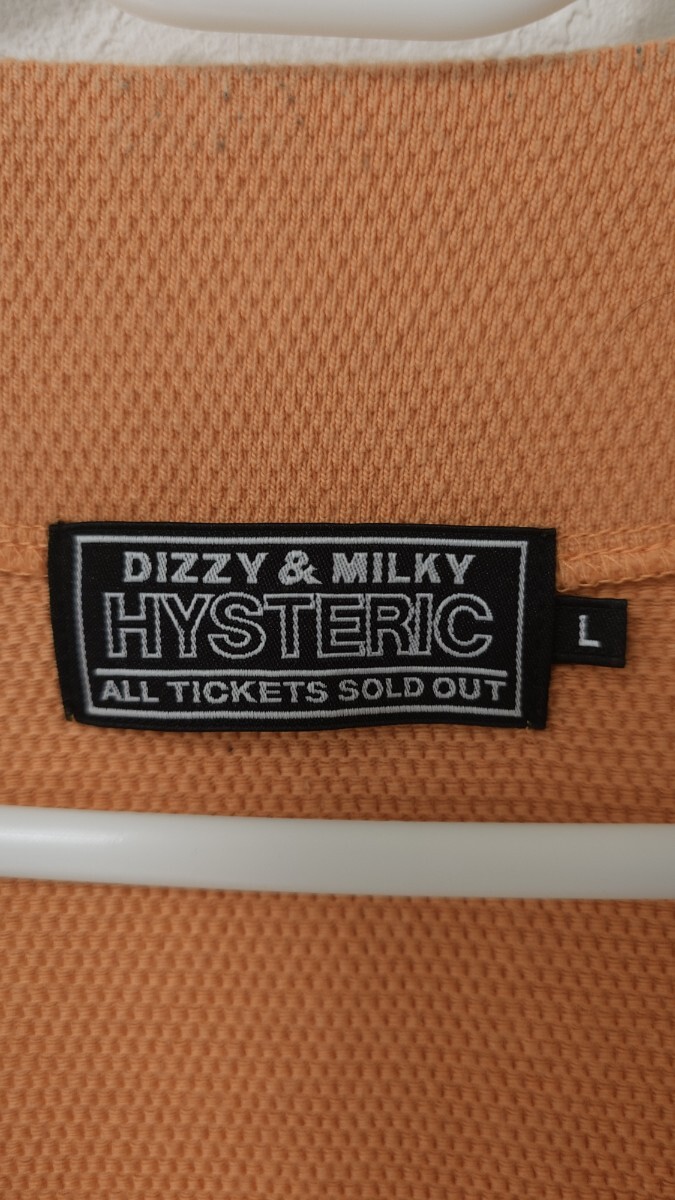 DIZZY & MILKY
HYSTERIC
ALL TICKETS SOLD OUT
L